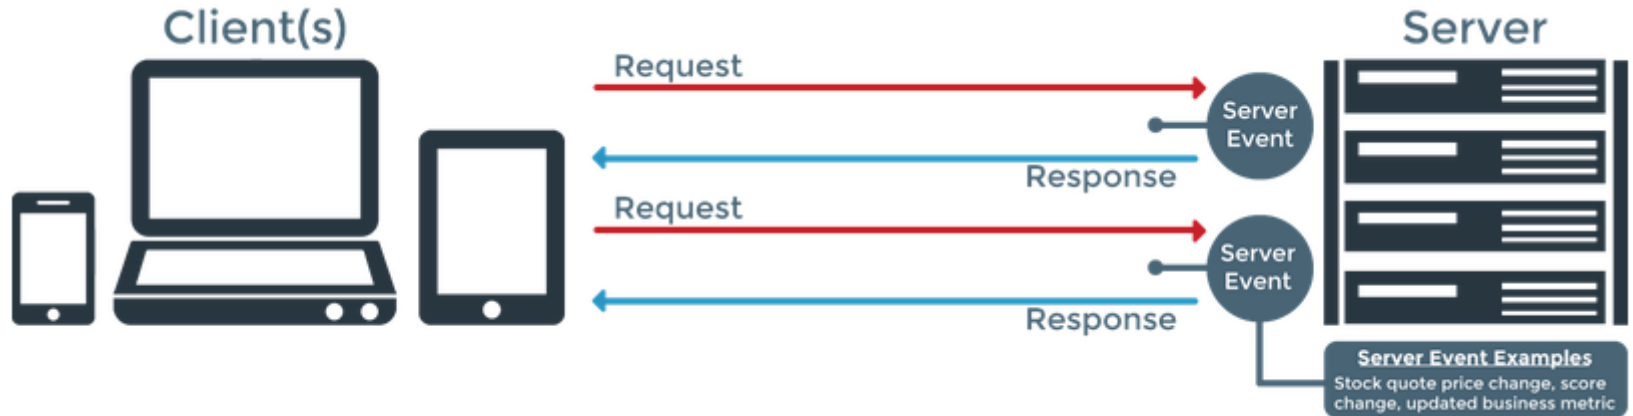 Client(s)
Server
Request
Server
Event
Response
Request
Server
Event
Response
Server Event Examples
Stock quote price change, score
change, updated business metric